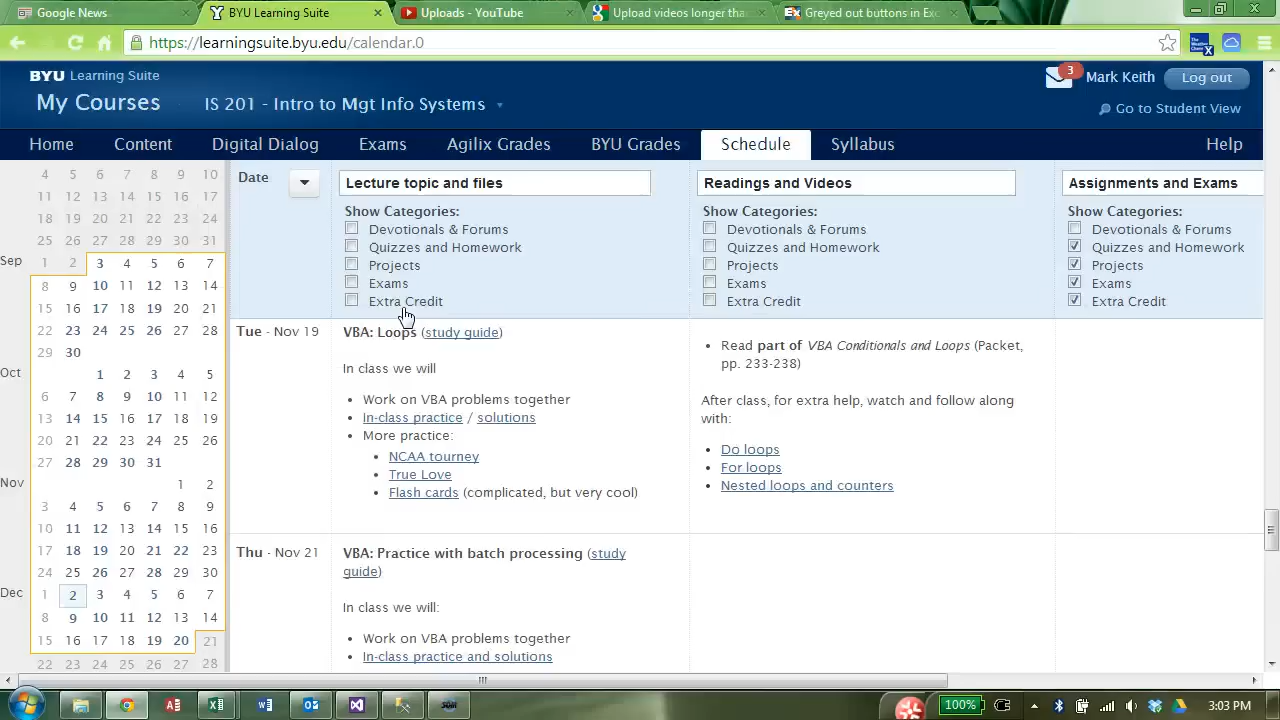 Google News
BYU Learning Suite
Uploads - YouTube
Upload videos longer tha
Greyed out buttons in Exc
https://learningsuite.byu.edu/calendar.0
BYU Learning Suite
3
Mark Keith
Log out
My Courses
IS 201 - Intro to Mgt Info Systems
Go to Student View
Home
Content
Digital Dialog
Exams
Agilix Grades
BYU Grades
Schedule
Syllabus
Help
4 5 6 7 8 9 10
11 12 13 14 15 16 17
18 19 20 21 22 23 24
25 26 27 28 29 30 31
Sep 1 2 3 4 5 6 7
8 9 10 11 12 13 14
15 16 17 18 19 20 21
22 23 24 25 26 27 28
29 30
Oct 1 2 3 4 5
6 7 8 9 10 11 12
13 14 15 16 17 18 19
20 21 22 23 24 25 26
27 28 29 30 31
Nov 1 2
3 4 5 6 7 8 9
10 11 12 13 14 15 16
17 18 19 20 21 22 23
24 25 26 27 28 29 30
Dec 1 2 3 4 5 6 7
8 9 10 11 12 13 14
15 16 17 18 19 20 21
22 23 24 25 26 27 28
Date
Lecture topic and files
Show Categories:
Devotionals & Forums
Quizzes and Homework
Projects
Exams
Extra Credit
Readings and Videos
Show Categories:
Devotionals & Forums
Quizzes and Homework
Projects
Exams
Extra Credit
Assignments and Exams
Show Categories:
Devotionals & Forums
Quizzes and Homework
Projects
Exams
Extra Credit
Tue - Nov 19
VBA: Loops (study guide)
In class we will
• Work on VBA problems together
• In-class practice / solutions
• More practice:
• NCAA tourney
• True Love
• Flash cards (complicated, but very cool)
• Read part of VBA Conditionals and Loops (Packet,
pp. 233-238)
After class, for extra help, watch and follow along
with:
• Do loops
• For loops
• Nested loops and counters
Thu - Nov 21
VBA: Practice with batch processing (study
guide)
In class we will:
• Work on VBA problems together
• In-class practice and solutions
100%
3:03 PM